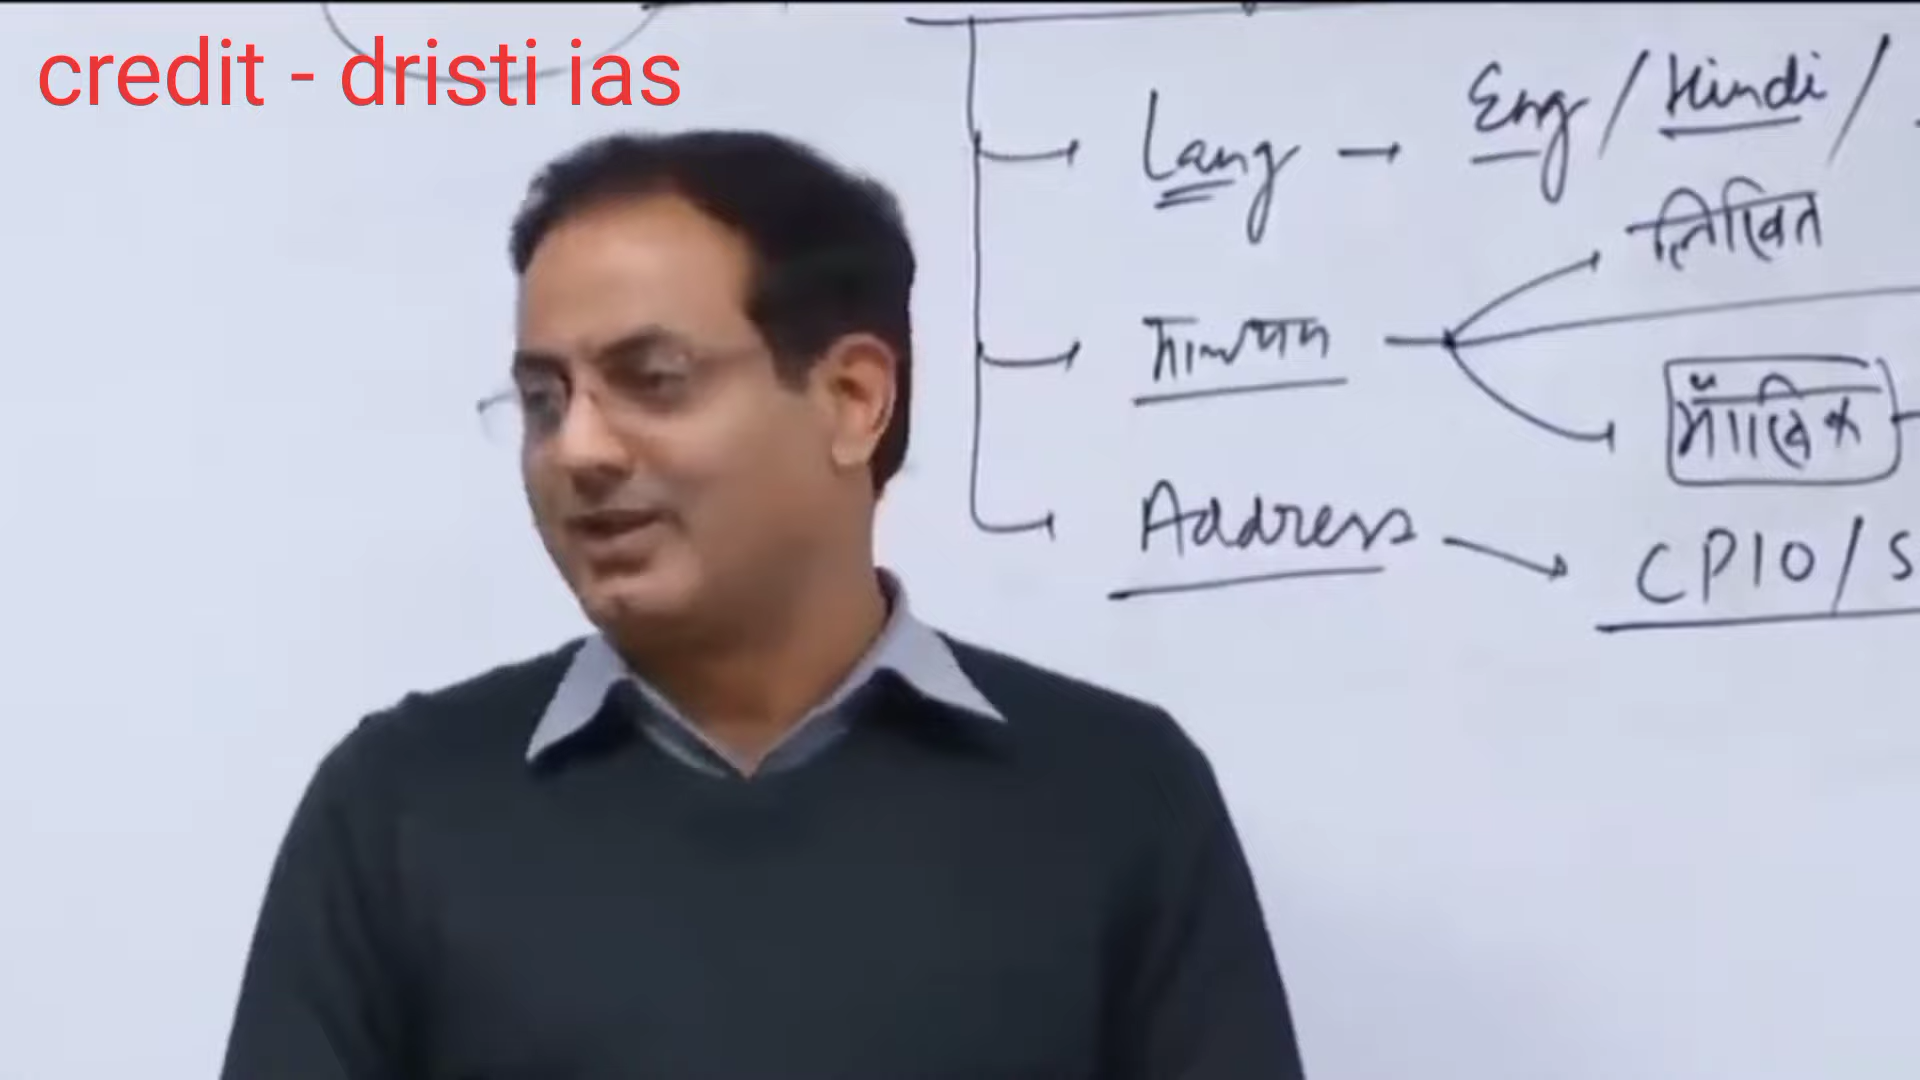 credit - dristi ias
Lang → Eng / Hindi /
लिखित
माध्यम
मौखिक
Address → CPIO / S